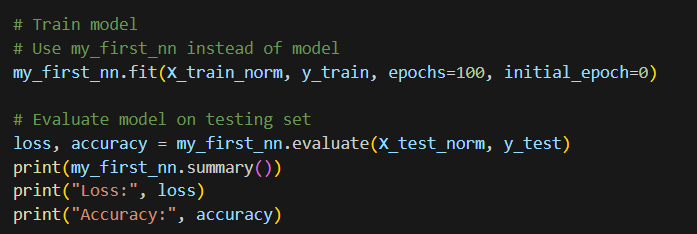 # Train model
# Use my_first_nn instead of model
my_first_nn.fit(X_train_norm, y_train, epochs=100, initial_epoch=0)
# Evaluate model on testing set
loss, accuracy = my_first_nn.evaluate(X_test_norm, y_test)
print(my_first_nn.summary())
print("Loss:", loss)
print("Accuracy:", accuracy)